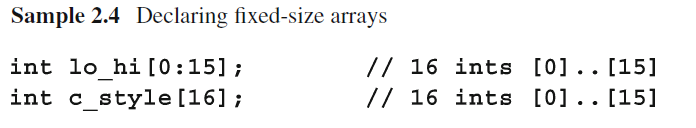 Sample 2.4 Declaring fixed-size arrays
int lo_hi[0:15]; // 16 ints [0]..[15]
int c_style[16]; // 16 ints [0]..[15]